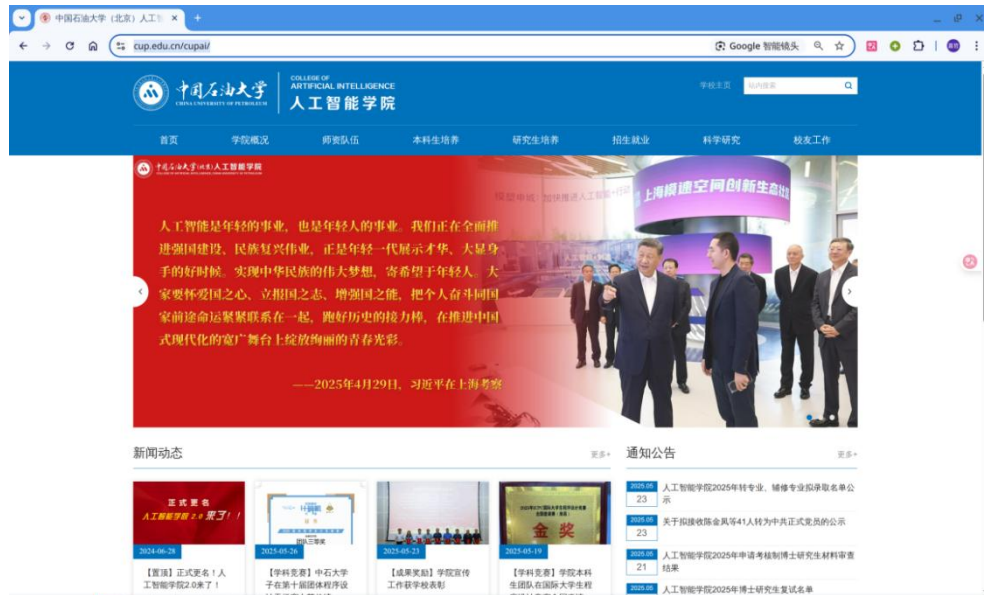 中国石油大学（北京）人工
cup.edu.cn/cupai/
Google 智能镜头
中国石油大学
CHINA UNIVERSITY OF PETROLEUM
COLLEGE OF
ARTIFICIAL INTELLIGENCE
人工智能学院
学校主页
站内搜索
首页 学院概况 师资队伍 本科生培养 研究生培养 招生就业 科学研究 校友工作
中国石油大学(北京)人工智能学院
上海模速空间创新生态社区
人工智能是年轻的事业，也是年轻人的事业。我们正在全面推
进强国建设、民族复兴伟业，正是年轻一代展示才华、大显身
手的好时候。实现中华民族的伟大梦想，寄希望于年轻人。大
家要怀爱国之心、立报国之志、增强国之能，把个人奋斗同国
家前途命运紧紧联系在一起，跑好历史的接力棒，在推进中国
式现代化的宽广舞台上绽放绚丽的青春光彩。
——2025年4月29日，习近平在上海考察
新闻动态 更多+
通知公告 更多+
正式更名
人工智能学院 2.0 来了！！
2024-06-28
【置顶】正式更名！人
工智能学院2.0来了！
团队三等奖
2025-05-26
【学科竞赛】中石大学
子在第十届团体程序设
2025-05-23
【成果奖励】学院宣传
工作获学校表彰
金奖
2025-05-19
【学科竞赛】学院本科
生团队在国际大学生程
2025.05
23
人工智能学院2025年转专业、辅修专业拟录取名单公
示
2025.05
23
关于拟接收陈金凤等41人转为中共正式党员的公示
2025.05
21
人工智能学院2025年申请考核制博士研究生材料审查
结果
2025.05
人工智能学院2025年博士研究生复试名单